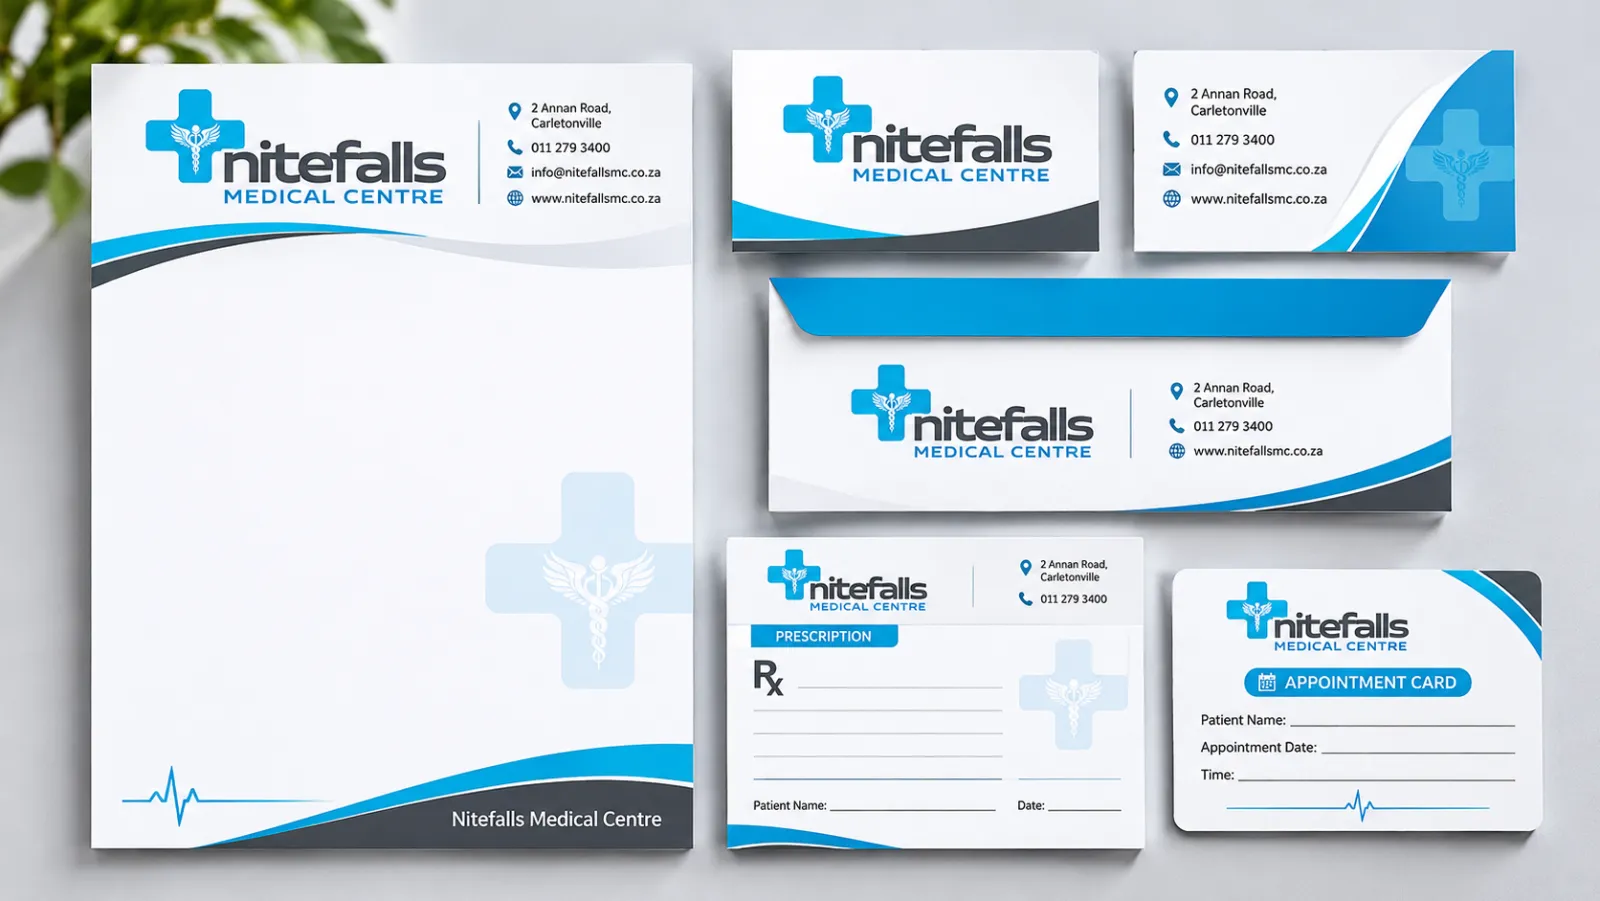 nitefalls
MEDICAL CENTRE
2 Annan Road,
Carletonville
011 279 3400
info@nitefallsmc.co.za
www.nitefallsmc.co.za
Nitefalls Medical Centre
nitefalls
MEDICAL CENTRE
2 Annan Road,
Carletonville
011 279 3400
info@nitefallsmc.co.za
www.nitefallsmc.co.za
nitefalls
MEDICAL CENTRE
2 Annan Road,
Carletonville
011 279 3400
www.nitefallsmc.co.za
nitefalls
MEDICAL CENTRE
2 Annan Road,
Carletonville
011 279 3400
PRESCRIPTION
Rx
Patient Name:
Date:
nitefalls
MEDICAL CENTRE
APPOINTMENT CARD
Patient Name:
Appointment Date:
Time: